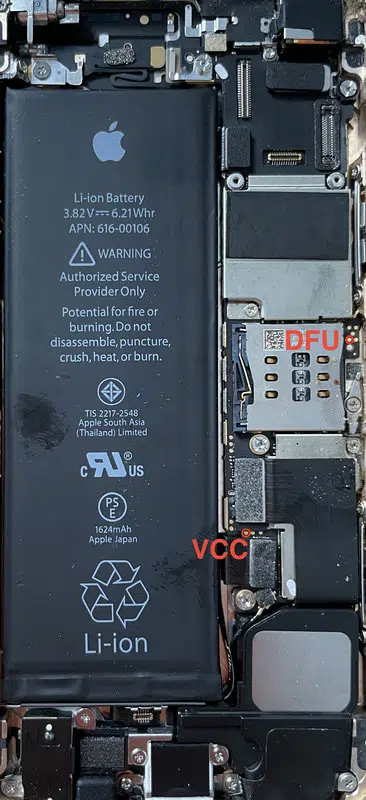 Li-ion Battery
3.82V⎓6.21Whr
APN: 616-00106
WARNING
Authorized Service
Provider Only
Potential for fire or
burning. Do not
disassemble, puncture,
crush, heat, or burn.
DFU
TIS 2217-2548
Apple South Asia
(Thailand) Limited
c RU® US
PS
E
1624mAh
Apple Japan
VCC
Li-ion